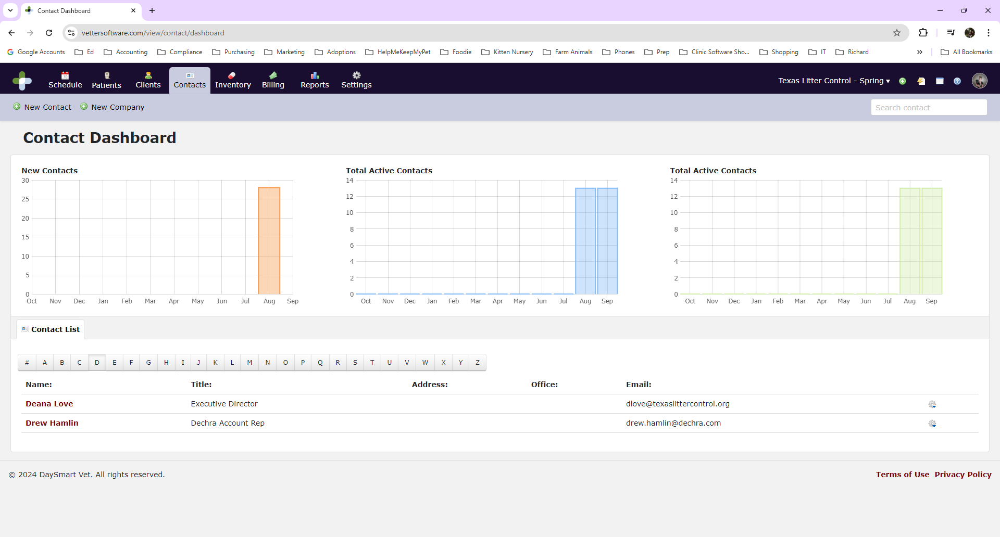 Contact Dashboard
vettersoftware.com/view/contact/dashboard
Google Accounts Ed Accounting Compliance Purchasing Marketing Adoptions HelpMeKeepMyPet Foodie Kitten Nursery Farm Animals Phones Prep Clinic Software Sho... Shopping IT Richard » All Bookmarks
Schedule Patients Clients Contacts Inventory Billing Reports Settings Texas Litter Control - Spring
New Contact New Company Search contact
Contact Dashboard
New Contacts
30
25
20
15
10
5
0
Oct Nov Dec Jan Feb Mar Apr May Jun Jul Aug Sep
Total Active Contacts
14
12
10
8
6
4
2
0
Oct Nov Dec Jan Feb Mar Apr May Jun Jul Aug Sep
Total Active Contacts
14
12
10
8
6
4
2
0
Oct Nov Dec Jan Feb Mar Apr May Jun Jul Aug Sep
Contact List
# A B C D E F G H I J K L M N O P Q R S T U V W X Y Z
Name: Title: Address: Office: Email:
Deana Love Executive Director dlove@texaslittercontrol.org
Drew Hamlin Dechra Account Rep drew.hamlin@dechra.com
© 2024 DaySmart Vet. All rights reserved. Terms of Use Privacy Policy